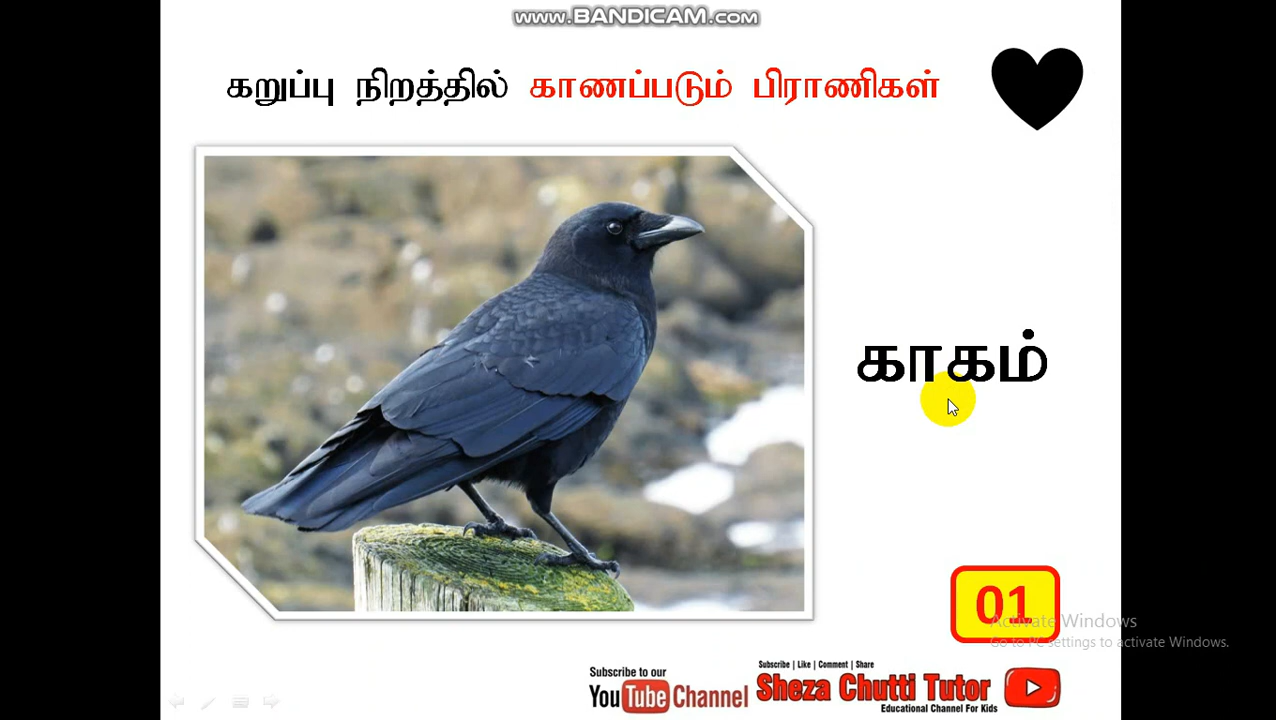 WWW.BANDICAM.COM
கறுப்பு நிறத்தில் காணப்படும் பிராணிகள்
காகம்
01
Activate Windows
Go to PC settings to activate Windows.
Subscribe to our
YouTube Channel
Subscribe | Like | Comment | Share
Sheza Chutti Tutor
Educational Channel For Kids